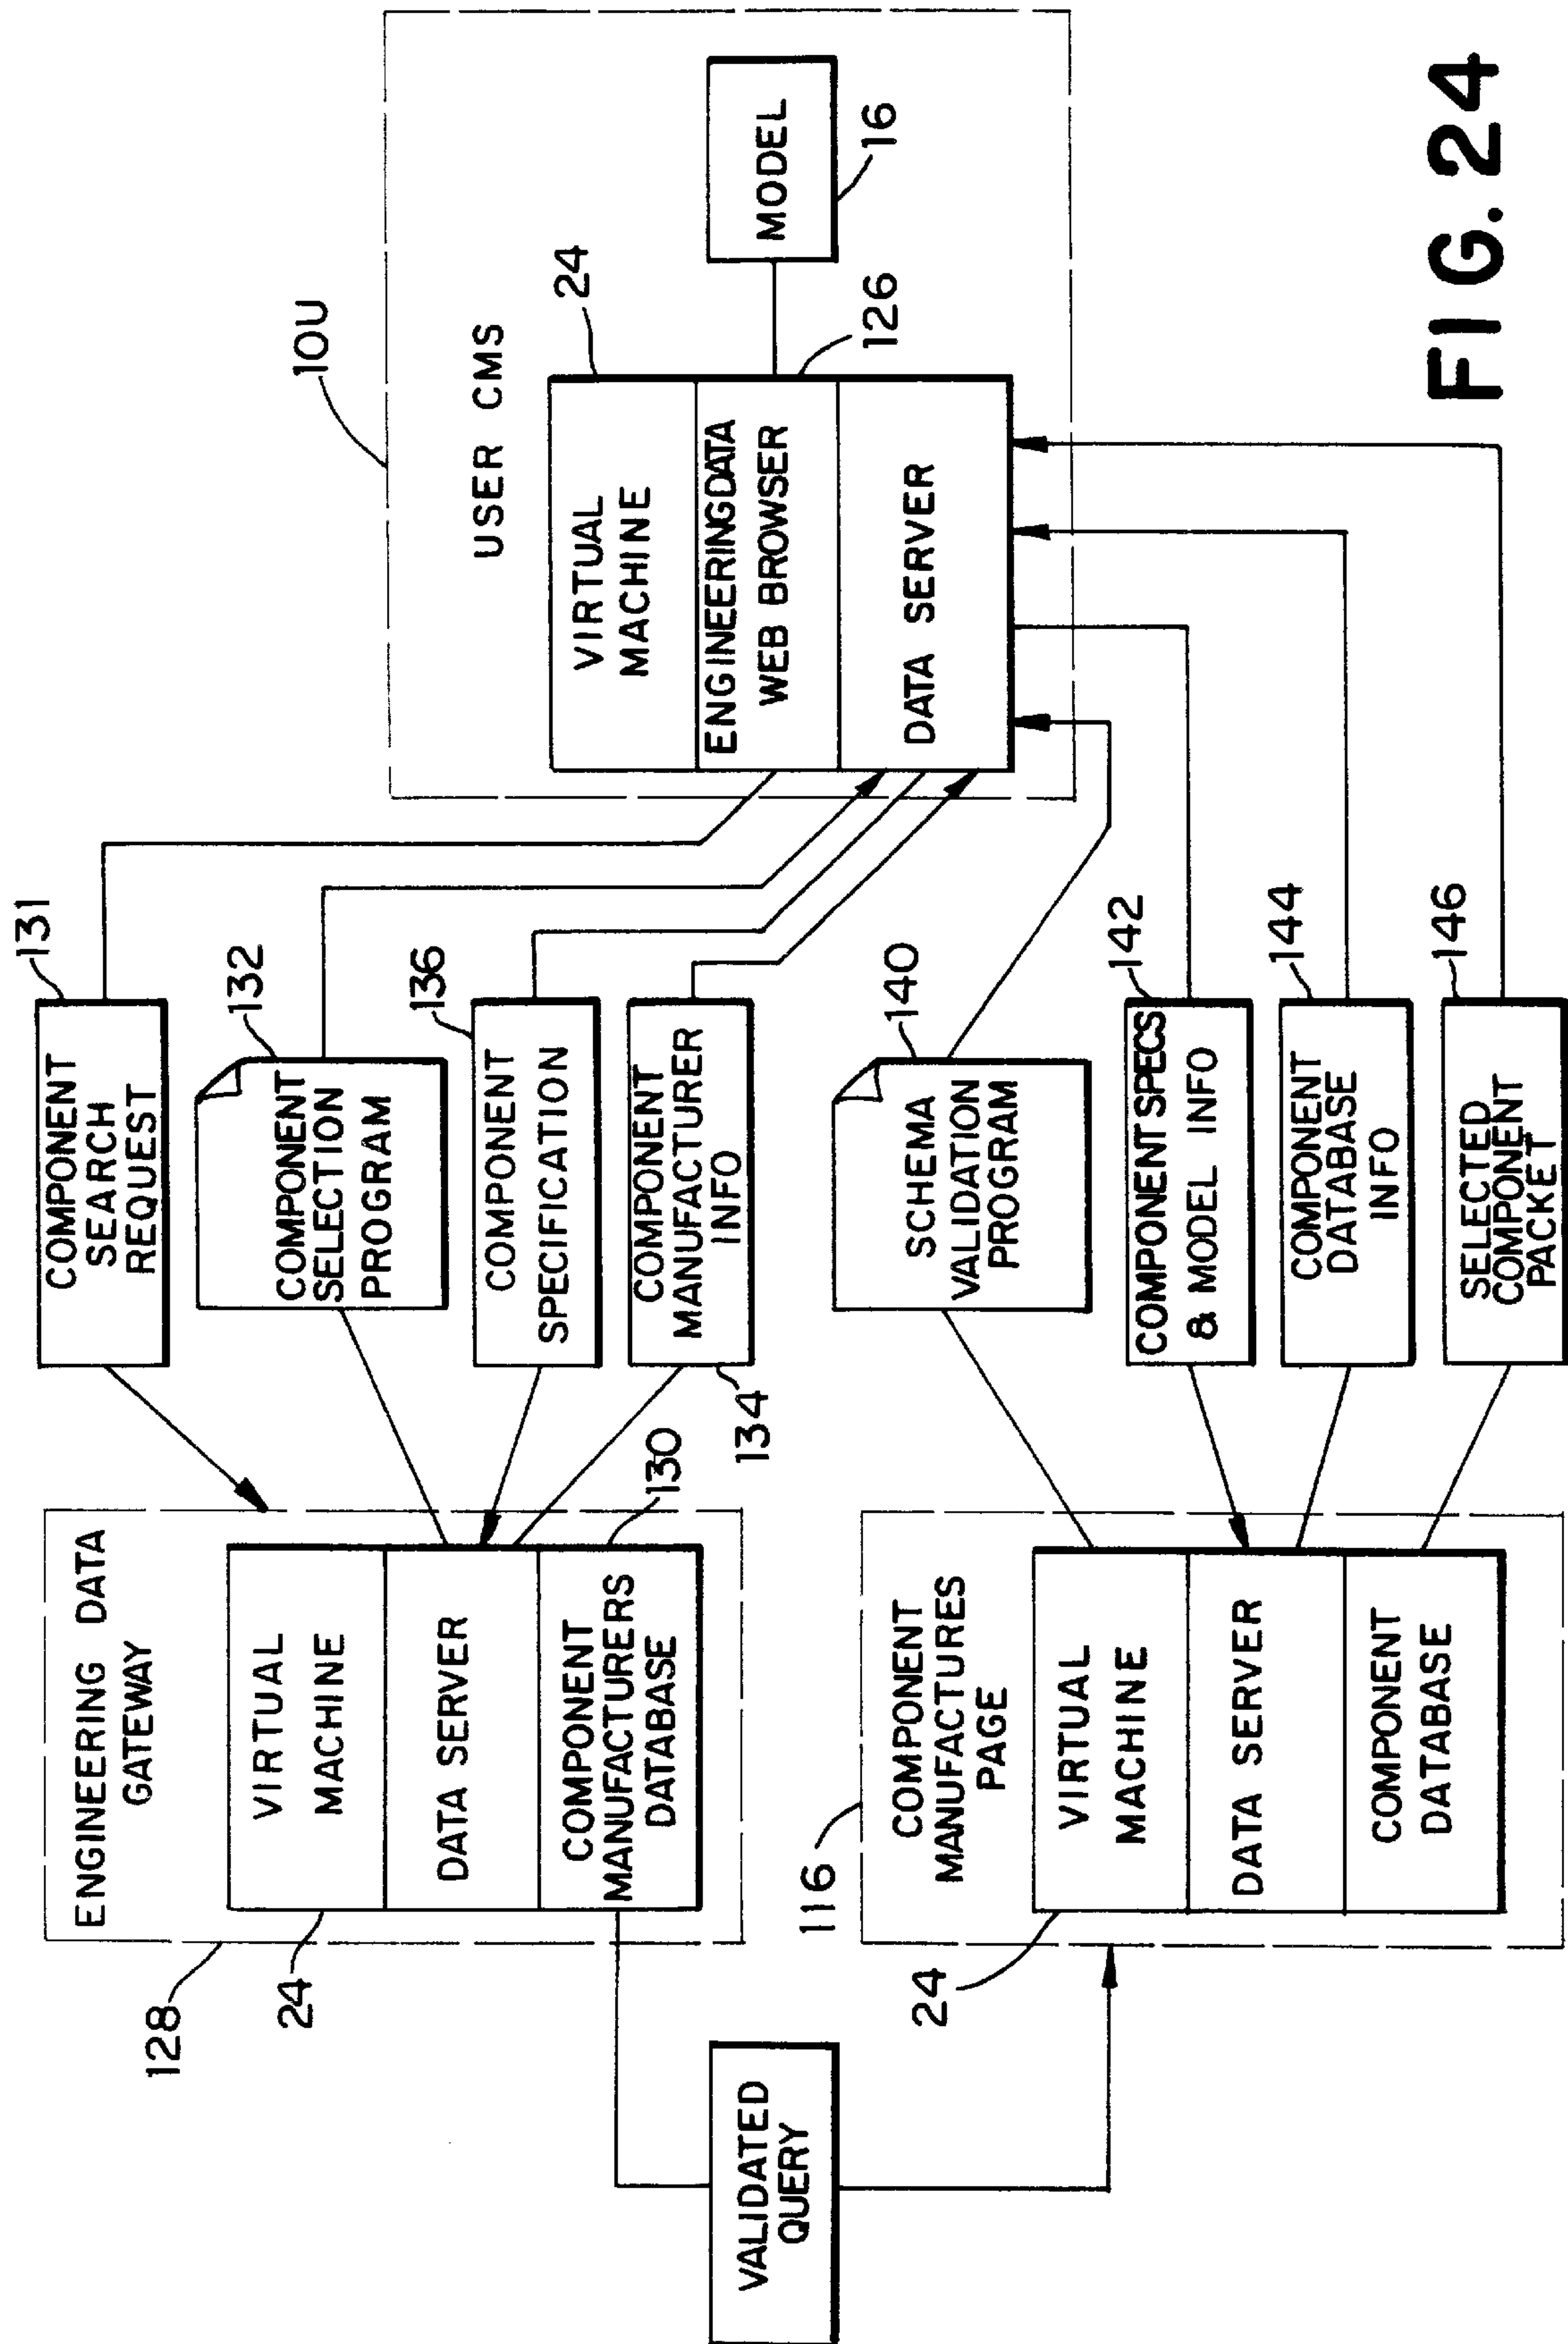 10U
USER CMS
24
VIRTUAL
MACHINE
ENGINEERING DATA
WEB BROWSER
DATA SERVER
126
MODEL
16
131
COMPONENT
SEARCH
REQUEST
132
COMPONENT
SELECTION
PROGRAM
136
COMPONENT
SPECIFICATION
COMPONENT
MANUFACTURER
INFO
134
140
SCHEMA
VALIDATION
PROGRAM
142
COMPONENT SPECS
& MODEL INFO
144
COMPONENT
DATABASE
INFO
146
SELECTED
COMPONENT
PACKET
ENGINEERING DATA
GATEWAY
128
24
VIRTUAL
MACHINE
DATA SERVER
COMPONENT
MANUFACTURERS
DATABASE
130
116
COMPONENT
MANUFACTURES
PAGE
24
VIRTUAL
MACHINE
DATA SERVER
COMPONENT
DATABASE
VALIDATED
QUERY
FIG. 24